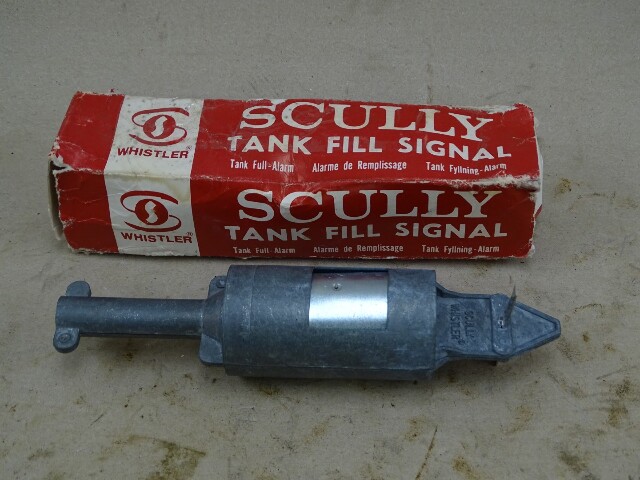 SCULLY
TANK FILL SIGNAL
WHISTLER®
Tank Full-Alarm Alarme de Remplissage Tank Fyllning-Alarm
SCULLY
TANK FILL SIGNAL
WHISTLER®
Tank Full-Alarm Alarme de Remplissage Tank Fyllning-Alarm
SCULLY
WHISTLER